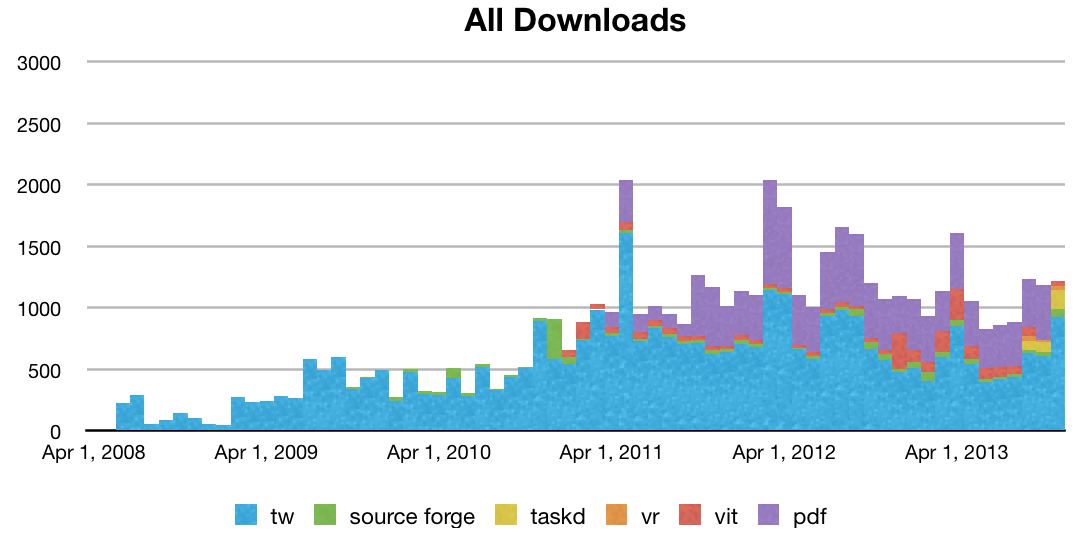 All Downloads
3000
2500
2000
1500
1000
500
0
Apr 1, 2008 Apr 1, 2009 Apr 1, 2010 Apr 1, 2011 Apr 1, 2012 Apr 1, 2013
tw source forge taskd vr vit pdf